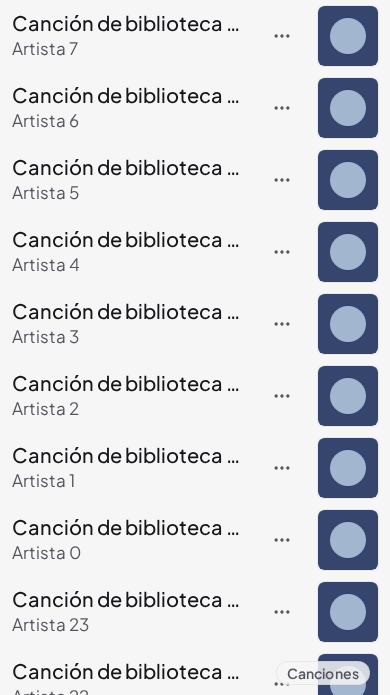 Canción de biblioteca ...
Artista 7
Canción de biblioteca ...
Artista 6
Canción de biblioteca ...
Artista 5
Canción de biblioteca ...
Artista 4
Canción de biblioteca ...
Artista 3
Canción de biblioteca ...
Artista 2
Canción de biblioteca ...
Artista 1
Canción de biblioteca ...
Artista 0
Canción de biblioteca ...
Artista 23
Canción de biblioteca ...
Canciones
Artista 22